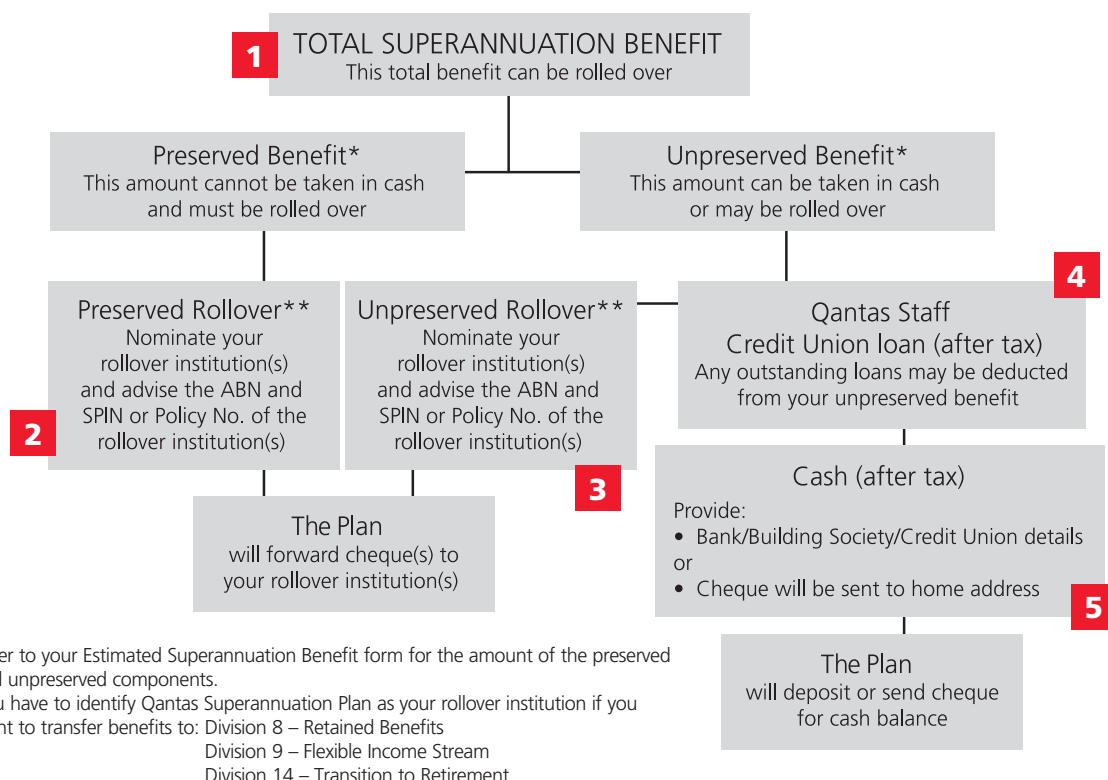 1
TOTAL SUPERANNUATION BENEFIT
This total benefit can be rolled over
Preserved Benefit*
This amount cannot be taken in cash
and must be rolled over
Unpreserved Benefit*
This amount can be taken in cash
or may be rolled over
2
Preserved Rollover**
Nominate your
rollover institution(s)
and advise the ABN and
SPIN or Policy No. of the
rollover institution(s)
3
Unpreserved Rollover**
Nominate your
rollover institution(s)
and advise the ABN and
SPIN or Policy No. of the
rollover institution(s)
4
Qantas Staff
Credit Union loan (after tax)
Any outstanding loans may be deducted
from your unpreserved benefit
The Plan
will forward cheque(s) to
your rollover institution(s)
Cash (after tax)
Provide:
• Bank/Building Society/Credit Union details
or
• Cheque will be sent to home address
5
The Plan
will deposit or send cheque
for cash balance
to your Estimated Superannuation Benefit form for the amount of the preserved
unpreserved components.
have to identify Qantas Superannuation Plan as your rollover institution if you
to transfer benefits to: Division 8 – Retained Benefits
Division 9 – Flexible Income Stream
Division 14 – Transition to Retirement